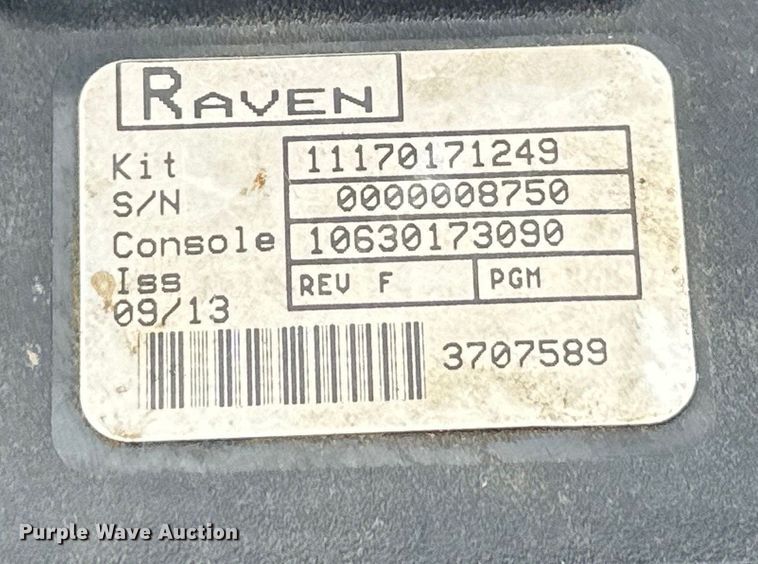 RAVEN
Kit 11170171249
S/N 0000008750
Console 10630173090
Iss REV F PGM
09/13
3707589
Purple Wave Auction